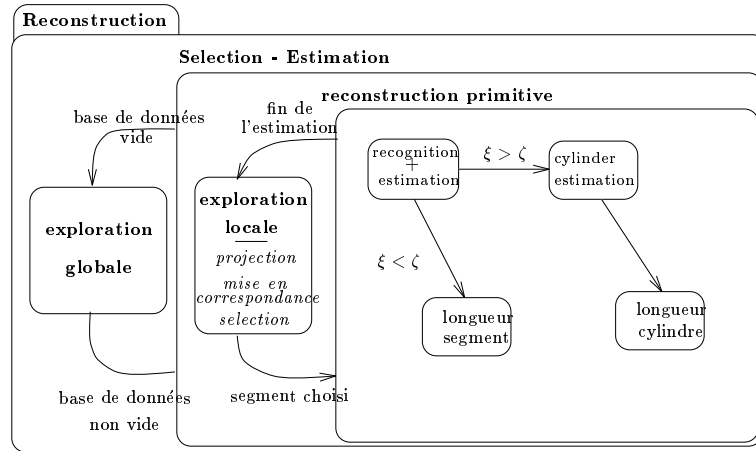 Reconstruction
Selection - Estimation
reconstruction primitive
base de données
vide
fin de
l'estimation
exploration
globale
exploration
locale
projection
mise en
correspondance
selection
base de données
non vide
segment choisi
recognition
+
estimation
ξ > ζ
cylinder
estimation
ξ < ζ
longueur
segment
longueur
cylindre